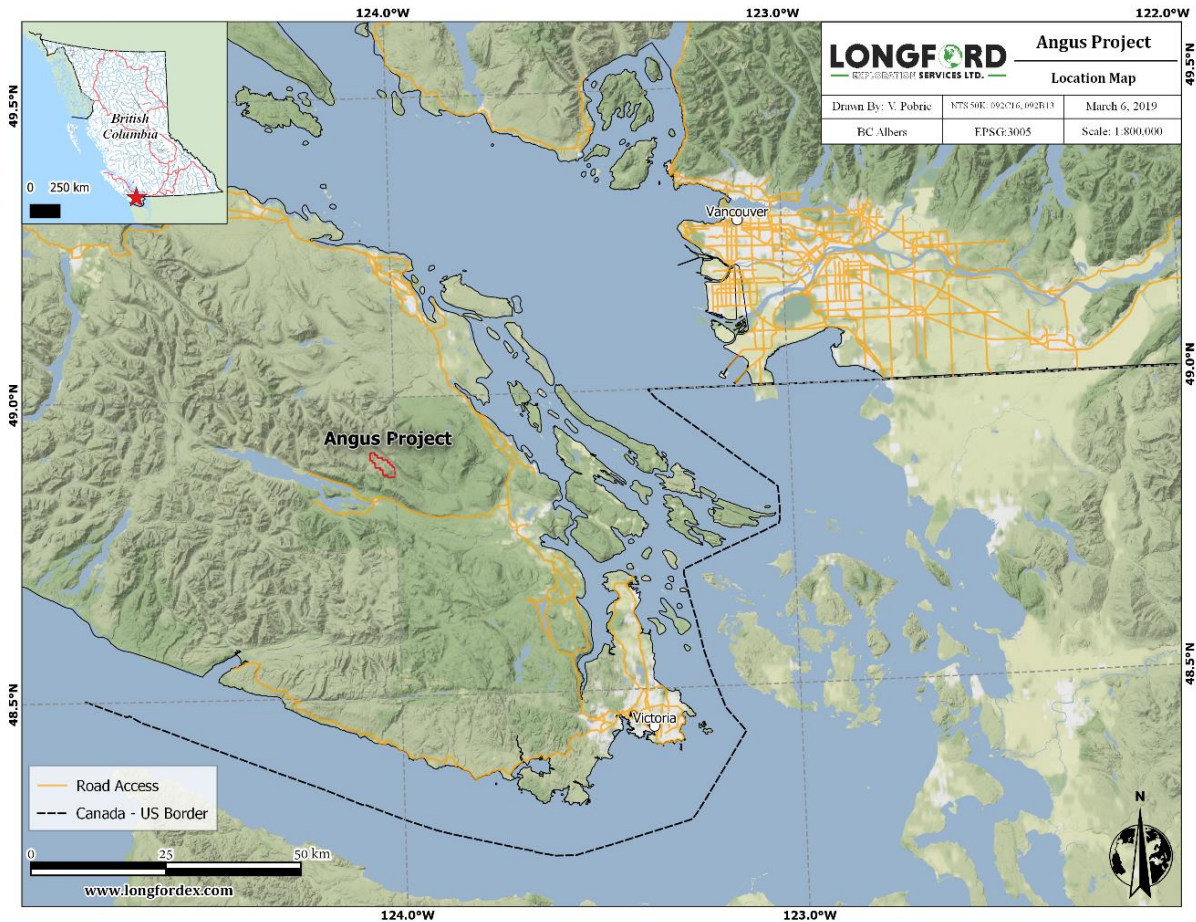 124.0°W
123.0°W
122.0°W
LONGFORD
EXPLORATION SERVICES LTD.
Angus Project
Location Map
Drawn By: V. Pobric
NTS 50K: 092C16, 092B13
March 6, 2019
BC Albers
EPSG:3005
Scale: 1:800,000
49.5°N
49.5°N
British
Columbia
0 250 km
Vancouver
49.0°N
49.0°N
Angus Project
48.5°N
48.5°N
Victoria
Road Access
Canada - US Border
0 25 50 km
www.longfordex.com
N
124.0°W
123.0°W